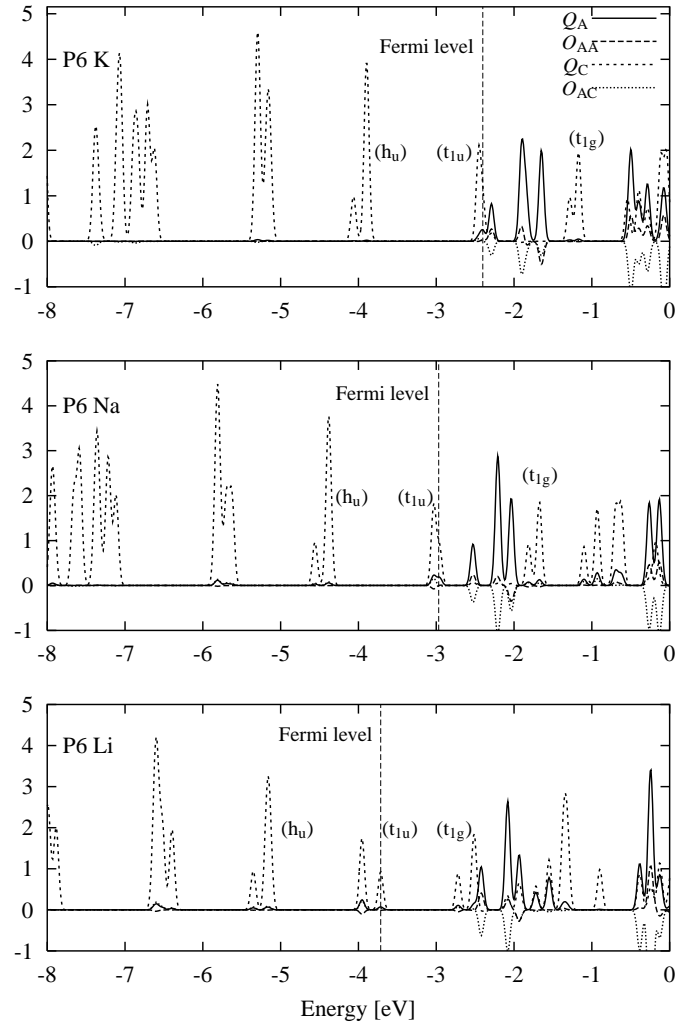 5
4
3
2
1
0
-1
P6 K
Fermi level
Q_A
O_AA
Q_C
O_AC
(h_u)
(t_1u)
(t_1g)
-8 -7 -6 -5 -4 -3 -2 -1 0
5
4
3
2
1
0
-1
P6 Na
Fermi level
(h_u)
(t_1u)
(t_1g)
-8 -7 -6 -5 -4 -3 -2 -1 0
5
4
3
2
1
0
-1
P6 Li
Fermi level
(h_u)
(t_1u)
(t_1g)
-8 -7 -6 -5 -4 -3 -2 -1 0
Energy [eV]